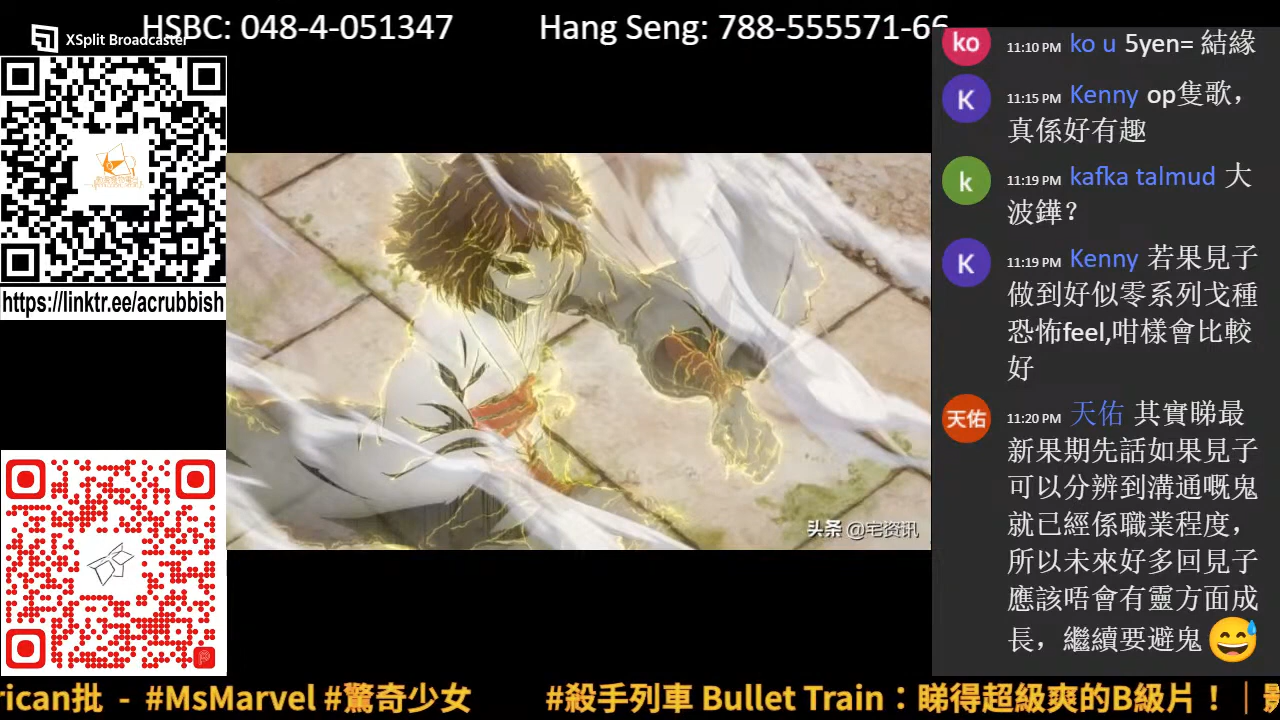 HSBC: 048-4-051347 Hang Seng: 788-555571-66
XSplit Broadcaster
https://linktr.ee/acrubbish
头条 @宅资讯
ko
11:10 PM ko u 5yen= 結緣
K
11:15 PM Kenny op隻歌，
真係好有趣
k
11:19 PM kafka talmud 大
波鏵？
K
11:19 PM Kenny 若果見子
做到好似零系列戈種
恐怖feel,咁樣會比較
好
天佑
11:20 PM 天佑 其實睇最
新果期先話如果見子
可以分辨到溝通嘅鬼
就已經係職業程度，
所以未來好多回見子
應該唔會有靈方面成
長，繼續要避鬼😅
rican批 - #MsMarvel #驚奇少女 #殺手列車 Bullet Train：睇得超級爽的B級片！｜